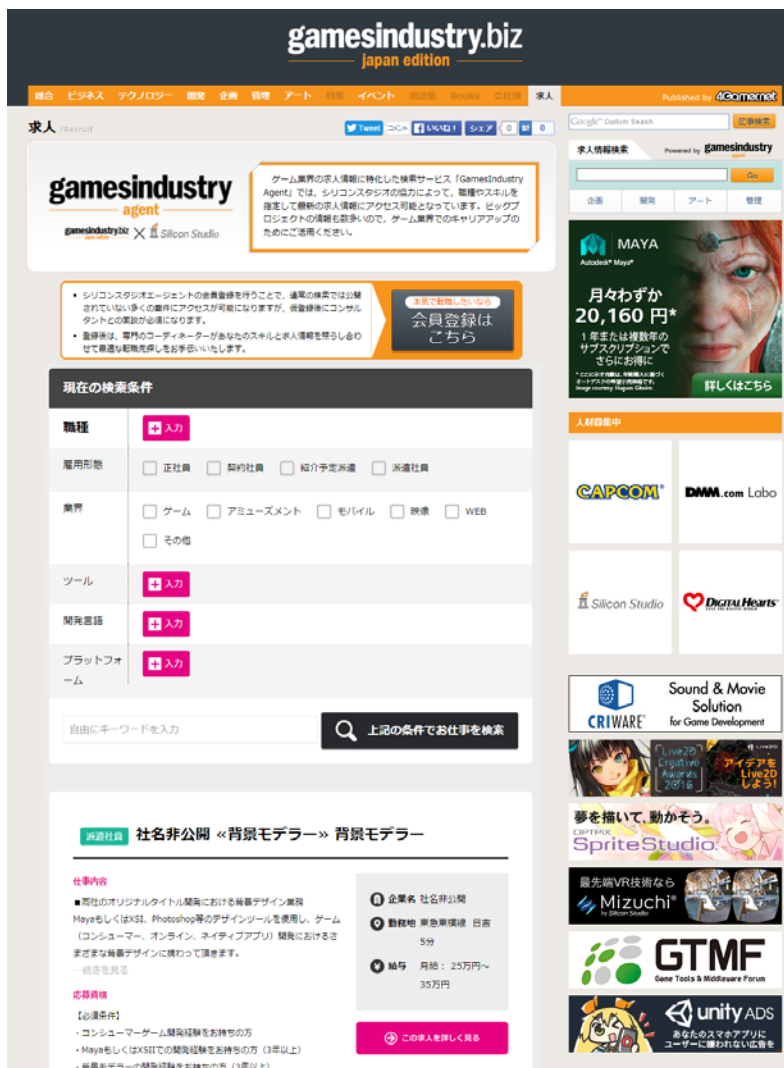 gamesindustry.biz
japan edition
総合 ビジネス テクノロジー 開発 企画 管理 アート 特集 イベント 用語集 Books 会社別 求人
Published by 4Gamer.net
求人 /Recruit
Tweet コメント いいね! シェア 0 B! 0
Google Custom Search 記事検索
求人情報検索 Powered by gamesindustry agent
Go
企画 開発 アート 管理
gamesindustry
agent
gamesindustry.biz japan edition × Silicon Studio
ゲーム業界の求人情報に特化した検索サービス「GamesIndustry
Agent」では,シリコンスタジオの協力によって,職種やスキルを
指定して最新の求人情報にアクセス可能となっています。ビッグプ
ロジェクトの情報も数多いので,ゲーム業界でのキャリアアップの
ためにご活用ください。
・シリコンスタジオエージェントの会員登録を行うことで,通常の検索では公開
されていない多くの案件にアクセスが可能になりますが,仮登録後にコンサル
タントとの面談が必須になります。
・登録後は,専門のコーディネーターがあなたのスキルと求人情報を照らし合わ
せて最適な転職先探しをお手伝いいたします。
本気で転職したいなら
会員登録は
こちら
現在の検索条件
職種 + 入力
雇用形態 正社員 契約社員 紹介予定派遣 派遣社員
業界 ゲーム アミューズメント モバイル 映像 WEB
その他
ツール + 入力
開発言語 + 入力
プラットフォ
ーム + 入力
自由にキーワードを入力 上記の条件でお仕事を検索
派遣社員 社名非公開 ≪背景モデラー≫ 背景モデラー
仕事内容
■同社のオリジナルタイトル開発における背景デザイン業務
MayaもしくはXSI、Photoshop等のデザインツールを使用し、ゲーム
(コンシューマー、オンライン、ネイティブアプリ)開発におけるさ
まざまな背景デザインに携わって頂きます。
…続きを見る
応募資格
【必須条件】
・コンシューマーゲーム開発経験をお持ちの方
・MayaもしくはXSIIでの開発経験をお持ちの方(3年以上)
・背景モデラーの開発経験をお持ちの方(3年以上)
企業名 社名非公開
勤務地 東急東横線 日吉
5分
給与 月給: 25万円〜
35万円
この求人を詳しく見る
MAYA
Autodesk® Maya®
月々わずか
20,160 円*
1 年または複数年の
サブスクリプションで
さらにお得に
詳しくはこちら
人材募集中
CAPCOM
DMM.com Labo
Silicon Studio
DIGITAL Hearts
CRIWARE
Sound & Movie
Solution
for Game Development
Live2D
Creative
Awards
2016
アイデアを
Live2D
しよう!
夢を描いて、動かそう。
OPTPiX
SpriteStudio
最先端VR技術なら
Mizuchi
by Silicon Studio
GTMF
Game Tools & Middleware Forum
unity ADS
あなたのスマホアプリに
ユーザーに嫌われない広告を